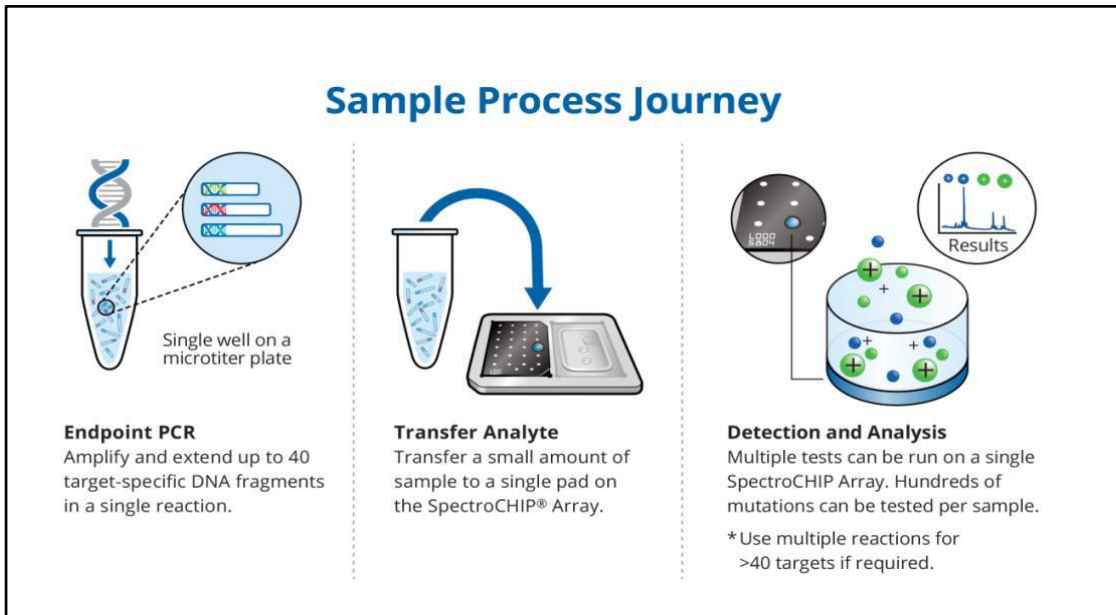 Sample Process Journey
Single well on a
microtiter plate
Endpoint PCR
Amplify and extend up to 40
target-specific DNA fragments
in a single reaction.
Transfer Analyte
Transfer a small amount of
sample to a single pad on
the SpectroCHIP® Array.
L000
SB04
Results
Detection and Analysis
Multiple tests can be run on a single
SpectroCHIP Array. Hundreds of
mutations can be tested per sample.
* Use multiple reactions for
>40 targets if required.